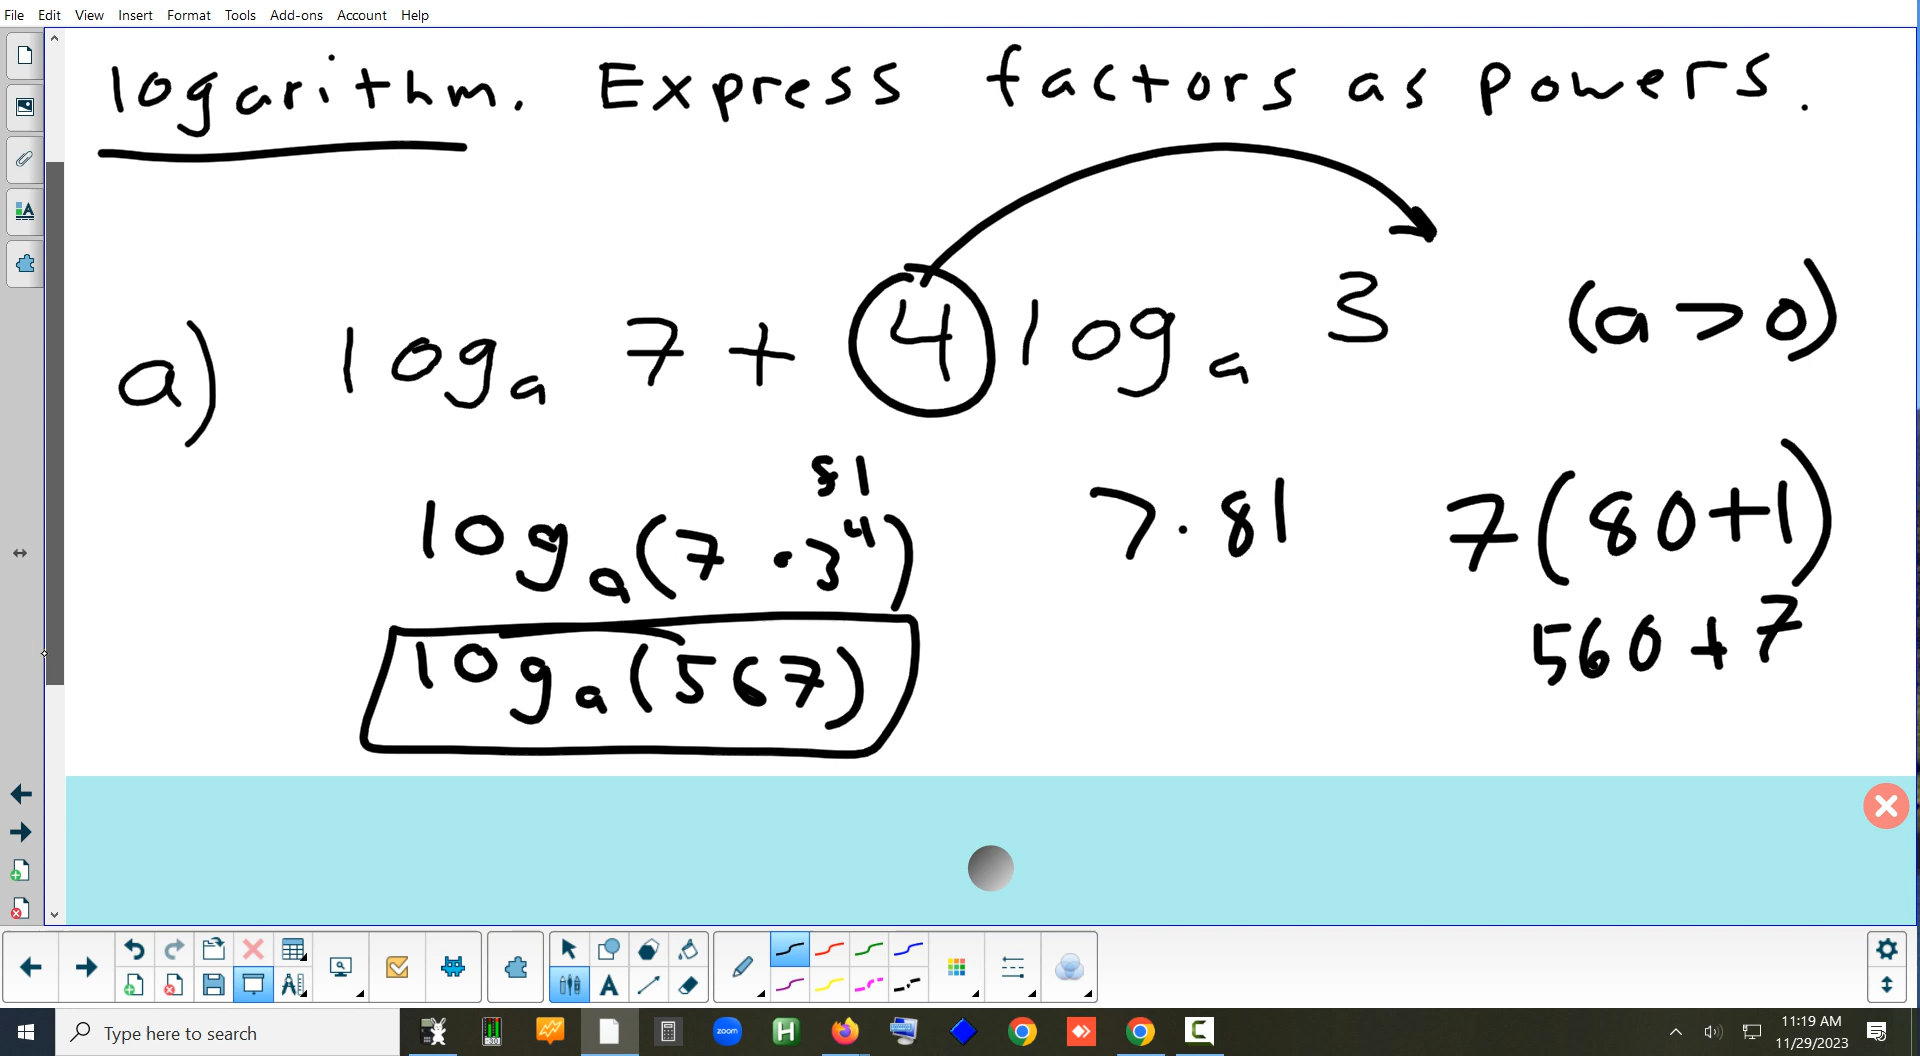 File Edit View Insert Format Tools Add-ons Account Help
logarithm. Express factors as powers.
a) logₐ 7 + 4 logₐ 3 (a > 0)
81
logₐ(7 · 3⁴) 7 · 81 7(80+1)
logₐ(567) 560 + 7
Type here to search
zoom
11:19 AM
11/29/2023